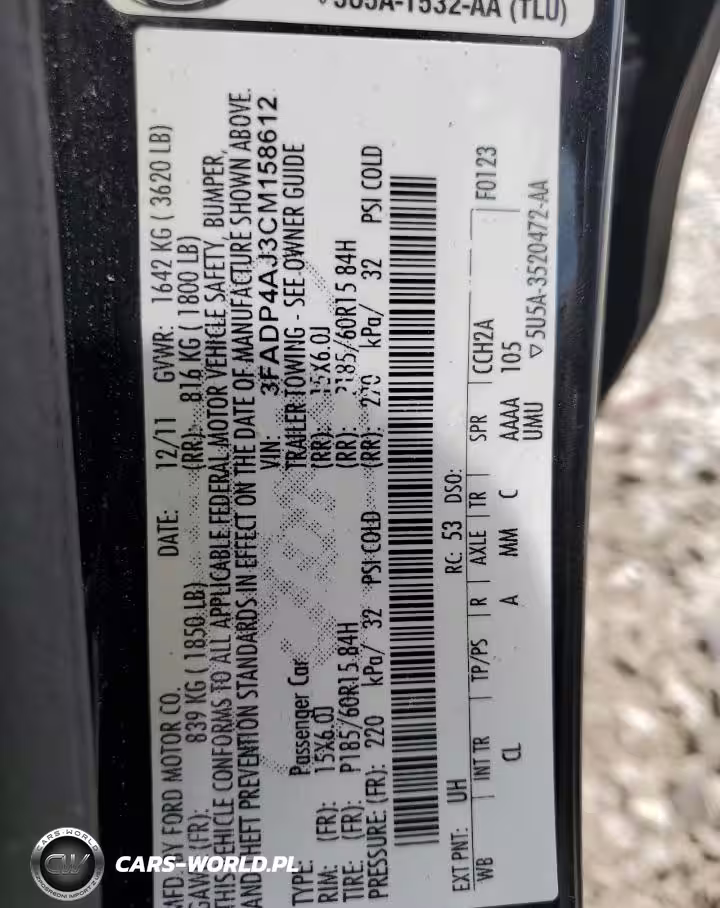 ▽5U5A-1532-AA (TLU)
MFD. BY FORD MOTOR CO. DATE: 12/11 GVWR: 1642 KG ( 3620 LB)
GAWR: (FR): 839 KG ( 1850 LB) (RR): 816 KG ( 1800 LB)
THIS VEHICLE CONFORMS TO ALL APPLICABLE FEDERAL MOTOR VEHICLE SAFETY, BUMPER,
AND THEFT PREVENTION STANDARDS IN EFFECT ON THE DATE OF MANUFACTURE SHOWN ABOVE.
VIN: 3FADP4AJ3CM158612
TYPE: Passenger Car TRAILER TOWING - SEE OWNER GUIDE
RIM: (FR): 15X6.0J (RR): 15X6.0J
TIRE: (FR): P185/60R15 84H (RR): P185/60R15 84H
PRESSURE: (FR): 220 kPa/ 32 PSI COLD (RR): 220 kPa/ 32 PSI COLD
EXT PNT: UH RC: 53 DSO:
WB INT TR TP/PS R AXLE TR SPR CCH2A F0123
CL A MM C AAAA 105
UMU ▽5U5A-3520472-AA
CARS-WORLD
CW
CARS-WORLD.PL